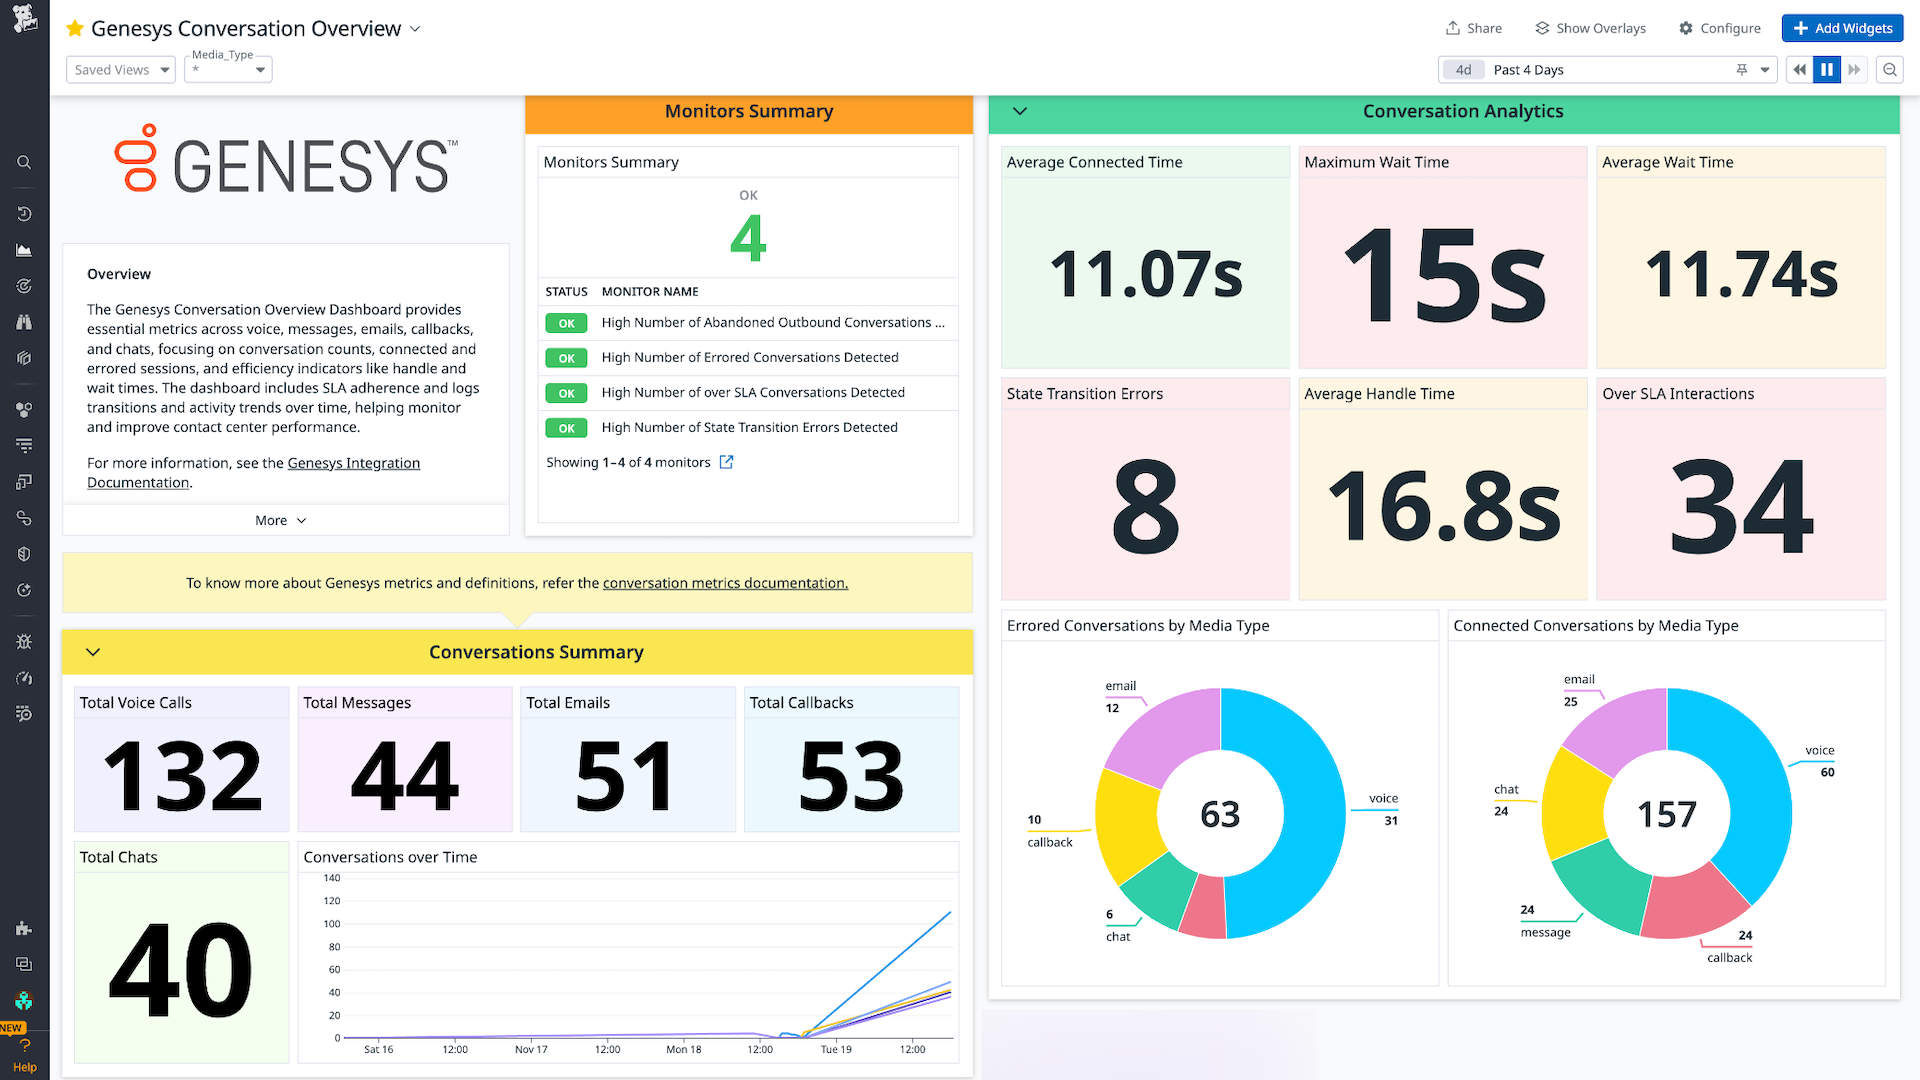 Genesys Conversation Overview
Share
Show Overlays
Configure
Add Widgets
Saved Views
Media_Type
*
4d
Past 4 Days
GENESYS™
Overview
The Genesys Conversation Overview Dashboard provides
essential metrics across voice, messages, emails, callbacks,
and chats, focusing on conversation counts, connected and
errored sessions, and efficiency indicators like handle and
wait times. The dashboard includes SLA adherence and logs
transitions and activity trends over time, helping monitor
and improve contact center performance.
For more information, see the Genesys Integration
Documentation.
More
Monitors Summary
Monitors Summary
OK
4
STATUS MONITOR NAME
OK High Number of Abandoned Outbound Conversations ...
OK High Number of Errored Conversations Detected
OK High Number of over SLA Conversations Detected
OK High Number of State Transition Errors Detected
Showing 1–4 of 4 monitors
To know more about Genesys metrics and definitions, refer the conversation metrics documentation.
Conversations Summary
Total Voice Calls
132
Total Messages
44
Total Emails
51
Total Callbacks
53
Total Chats
40
Conversations over Time
140
120
100
80
60
40
20
0
Sat 16
12:00
Nov 17
12:00
Mon 18
12:00
Tue 19
12:00
Conversation Analytics
Average Connected Time
11.07s
Maximum Wait Time
15s
Average Wait Time
11.74s
State Transition Errors
8
Average Handle Time
16.8s
Over SLA Interactions
34
Errored Conversations by Media Type
email
12
voice
31
10
callback
6
chat
63
Connected Conversations by Media Type
email
25
voice
60
chat
24
24
message
24
callback
157
NEW
Help